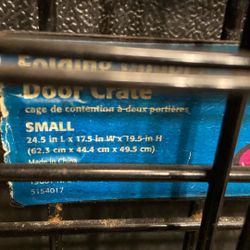 Folding
Door Crate
cage de contention à deux portières
SMALL
24.5 in L x 17.5 in W x 19.5 in H
(62.3 cm x 44.4 cm x 49.5 cm)
Made in China
5154017